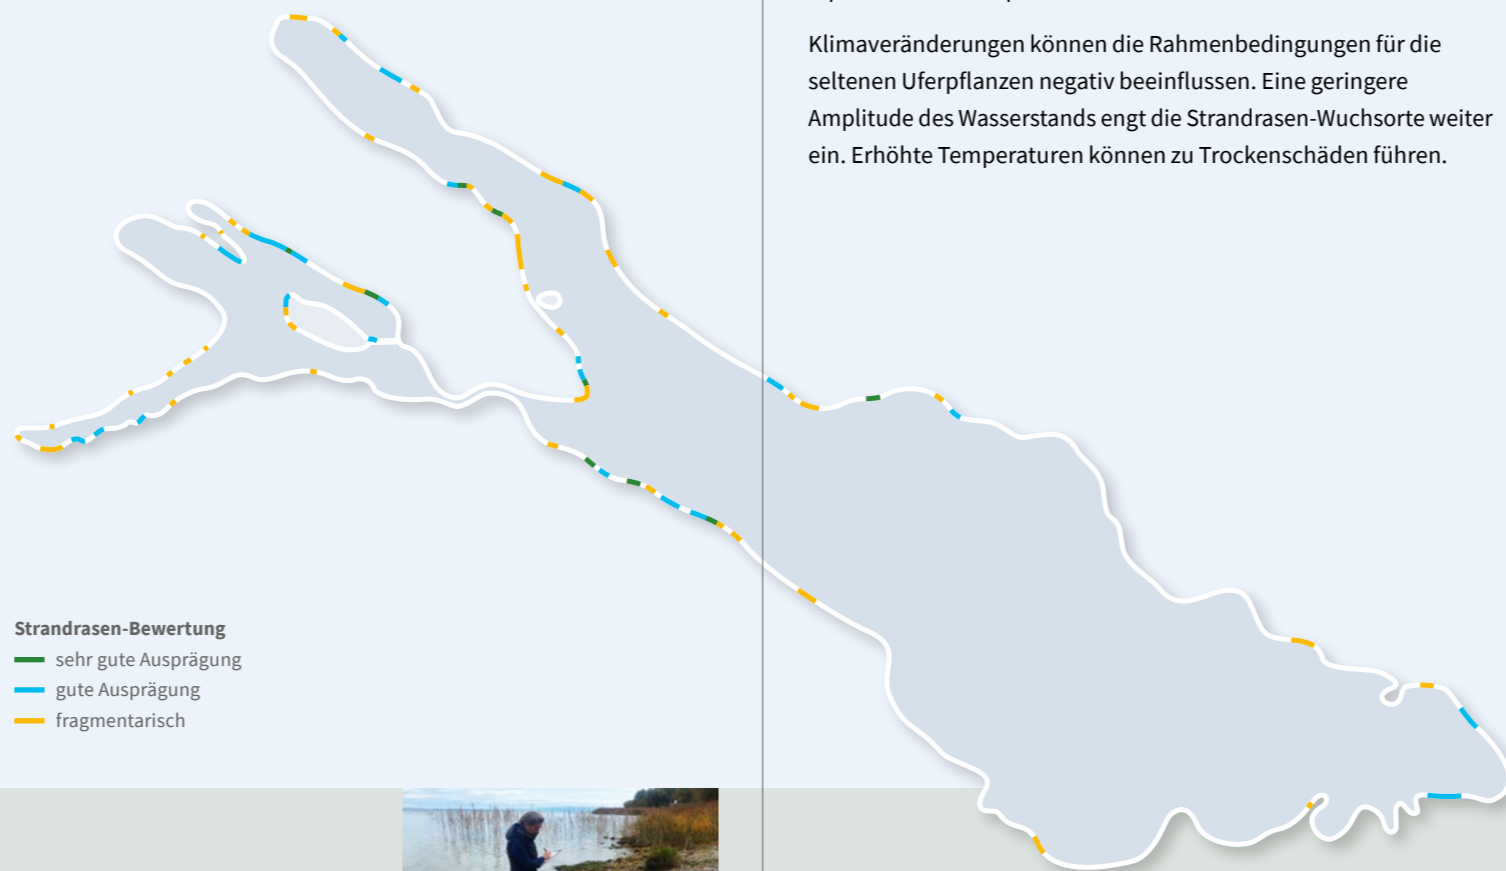 Klimaveränderungen können die Rahmenbedingungen für die
seltenen Uferpflanzen negativ beeinflussen. Eine geringere
Amplitude des Wasserstands engt die Strandrasen-Wuchsorte weiter
ein. Erhöhte Temperaturen können zu Trockenschäden führen.
Strandrasen-Bewertung
sehr gute Ausprägung
gute Ausprägung
fragmentarisch